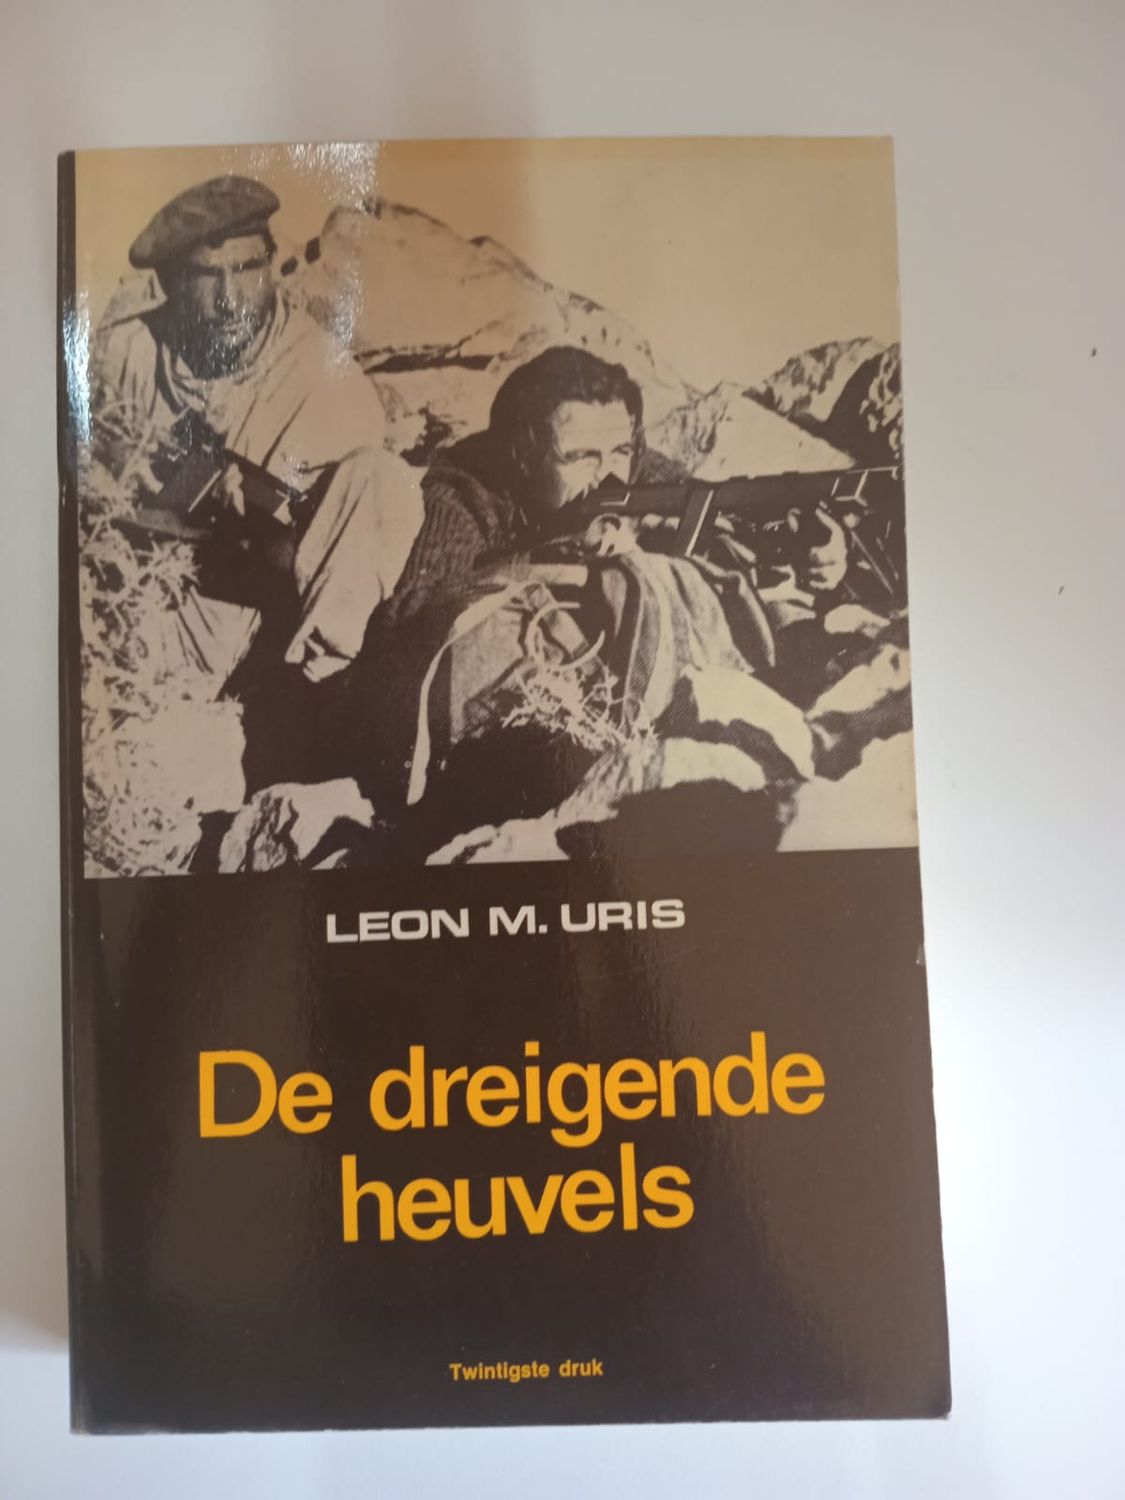 LEON M. URIS
De dreigende
heuvels
Twintigste druk